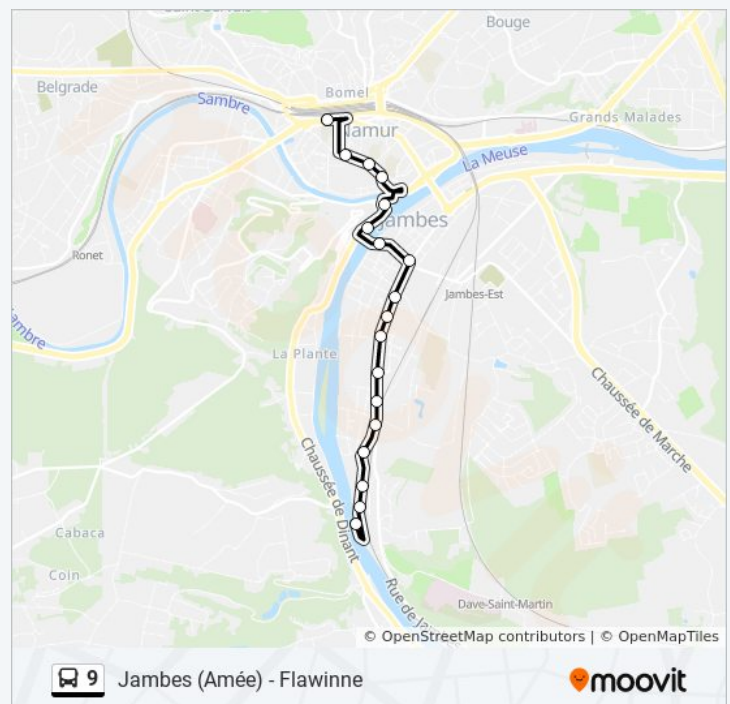 Bouge
Belgrade
Bomel
Sambre
Grands Malades
Namur
La Meuse
Jambes
Ronet
Jambes-Est
Sambre
La Plante
Chaussée de Marche
Chaussée de Dinant
Cabaca
Coin
Rue de Ja
Dave-Saint-Martin
© OpenStreetMap contributors | © OpenMapTiles
9 Jambes (Amée) - Flawinne
moovit